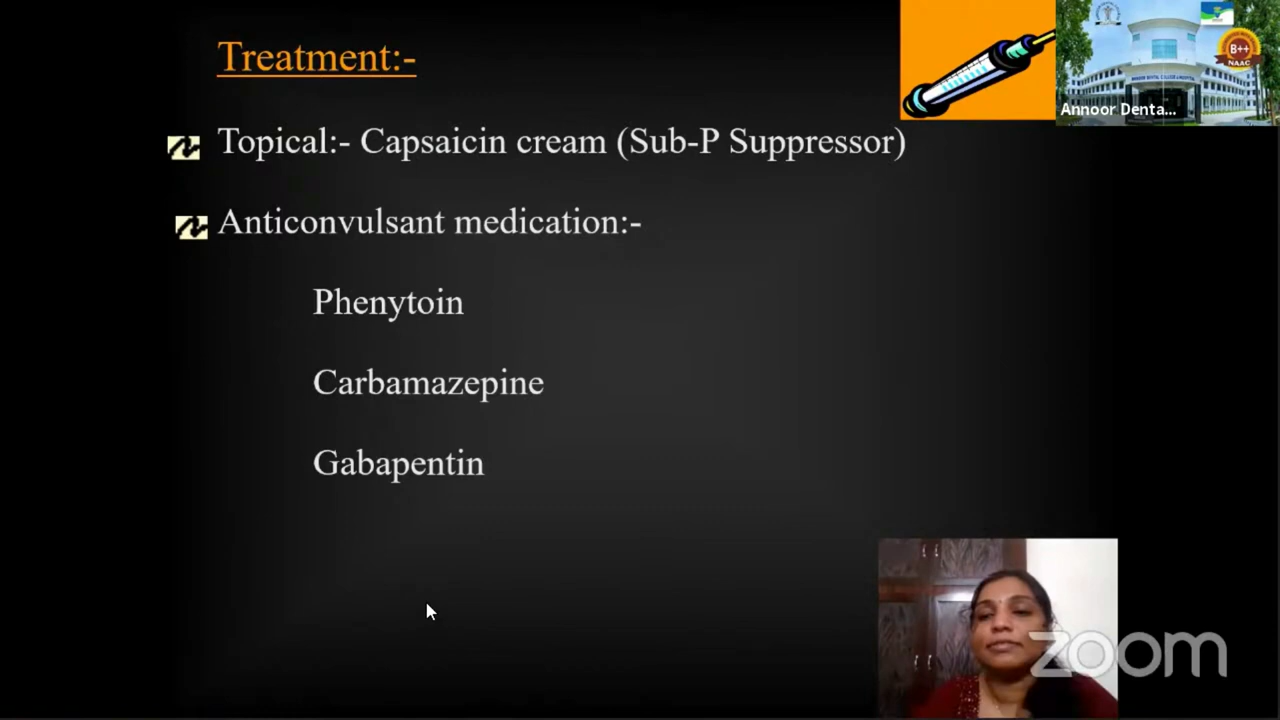 Treatment:-
B++
NAAC
Annoor Denta...
Topical:- Capsaicin cream (Sub-P Suppressor)
Anticonvulsant medication:-
Phenytoin
Carbamazepine
Gabapentin
zoom